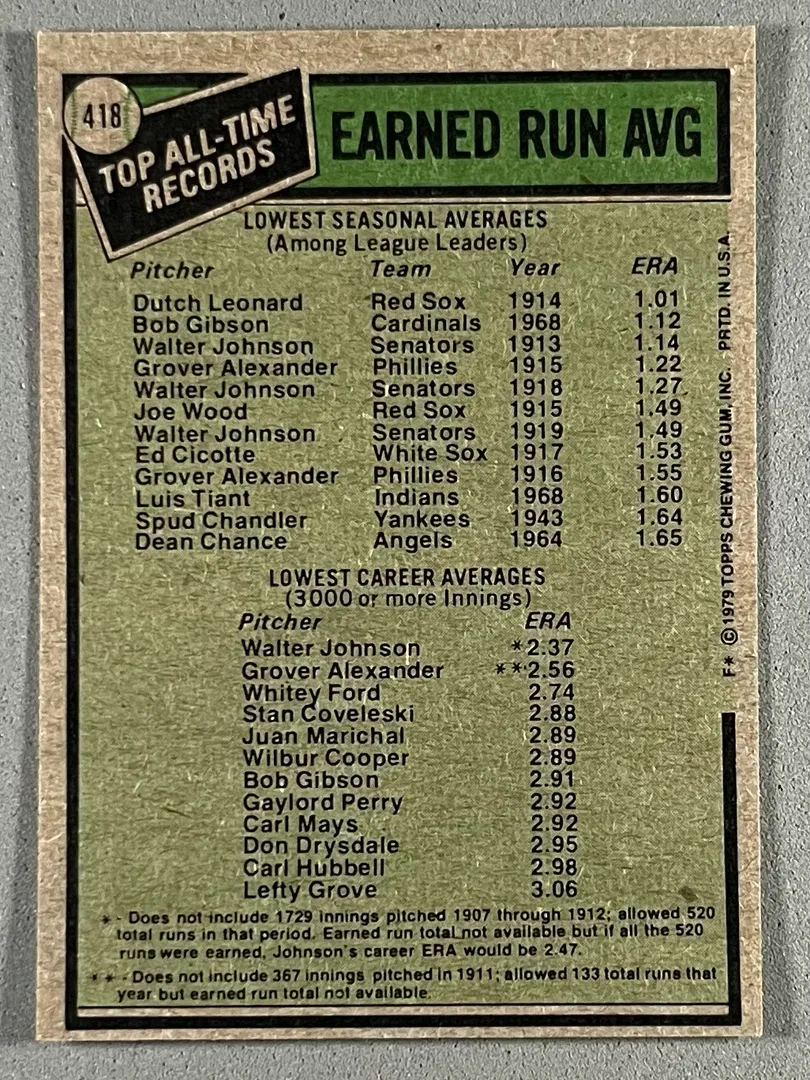 418
TOP ALL-TIME
RECORDS
EARNED RUN AVG
LOWEST SEASONAL AVERAGES
(Among League Leaders)
Pitcher Team Year ERA
Dutch Leonard Red Sox 1914 1.01
Bob Gibson Cardinals 1968 1.12
Walter Johnson Senators 1913 1.14
Grover Alexander Phillies 1915 1.22
Walter Johnson Senators 1918 1.27
Joe Wood Red Sox 1915 1.49
Walter Johnson Senators 1919 1.49
Ed Cicotte White Sox 1917 1.53
Grover Alexander Phillies 1916 1.55
Luis Tiant Indians 1968 1.60
Spud Chandler Yankees 1943 1.64
Dean Chance Angels 1964 1.65
LOWEST CAREER AVERAGES
(3000 or more Innings)
Pitcher ERA
Walter Johnson *2.37
Grover Alexander **2.56
Whitey Ford 2.74
Stan Coveleski 2.88
Juan Marichal 2.89
Wilbur Cooper 2.89
Bob Gibson 2.91
Gaylord Perry 2.92
Carl Mays 2.92
Don Drysdale 2.95
Carl Hubbell 2.98
Lefty Grove 3.06
* - Does not include 1729 innings pitched 1907 through 1912; allowed 520
total runs in that period. Earned run total not available but if all the 520
runs were earned, Johnson's career ERA would be 2.47.
* * - Does not include 367 innings pitched in 1911; allowed 133 total runs that
year but earned run total not available.
F* © 1979 TOPPS CHEWING GUM, INC. PRTD. IN U.S.A.